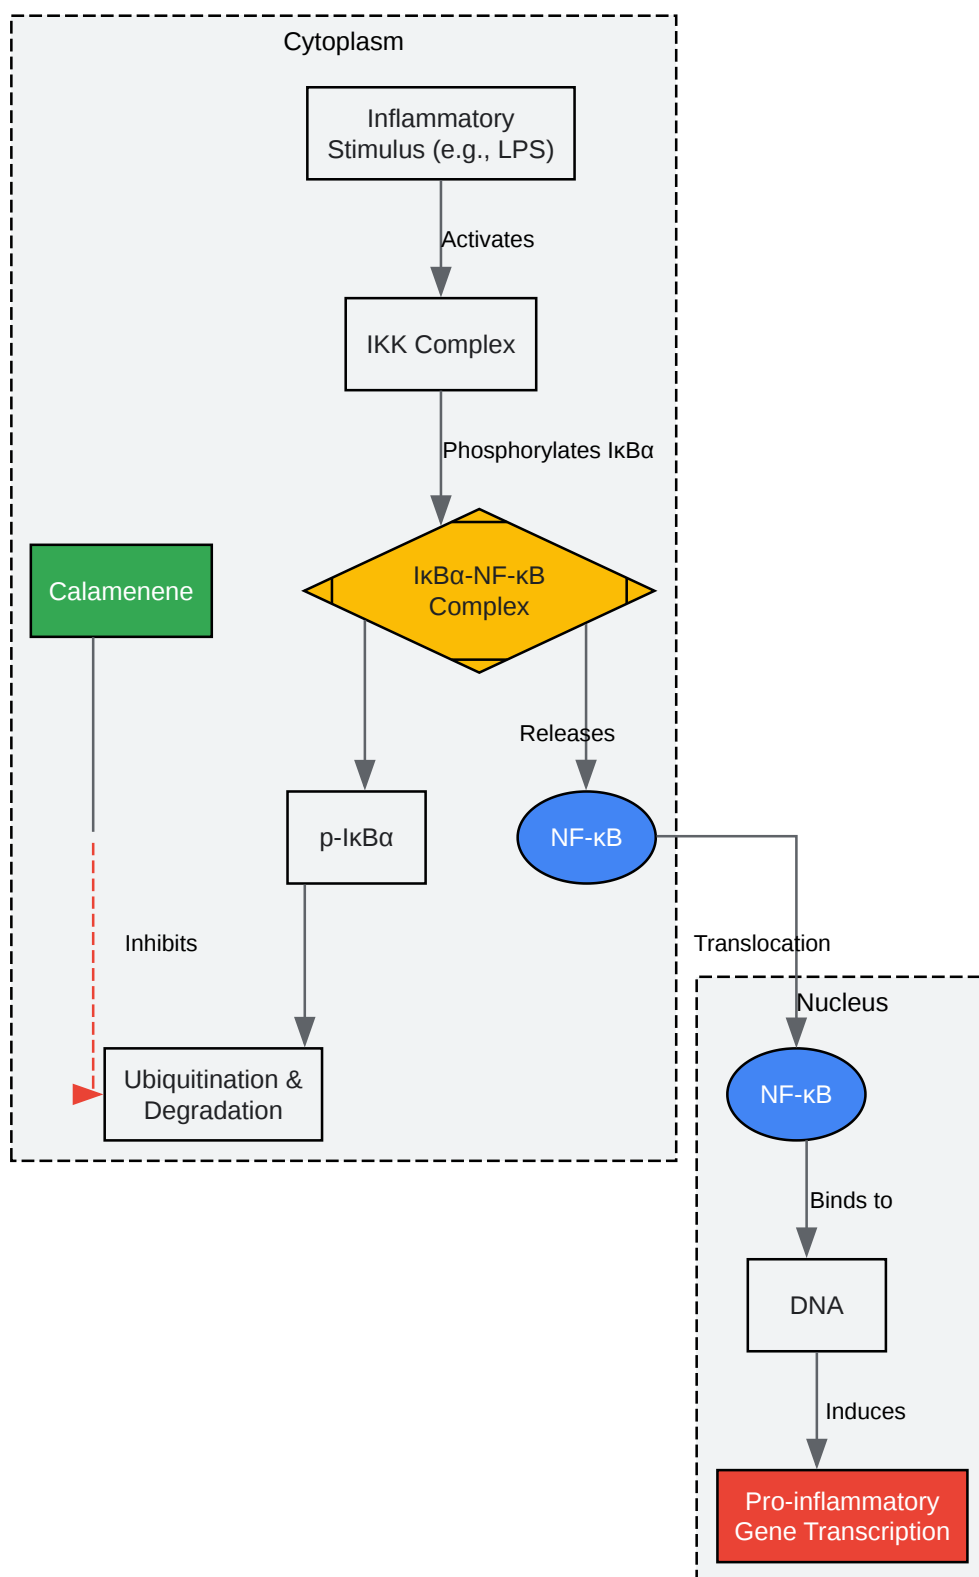 Cytoplasm
Inflammatory
Stimulus (e.g., LPS)
Activates
IKK Complex
Phosphorylates IκBα
Calamenene
IκBα-NF-κB
Complex
Releases
p-IκBα
NF-κB
Inhibits
Translocation
Nucleus
Ubiquitination &
Degradation
NF-κB
Binds to
DNA
Induces
Pro-inflammatory
Gene Transcription